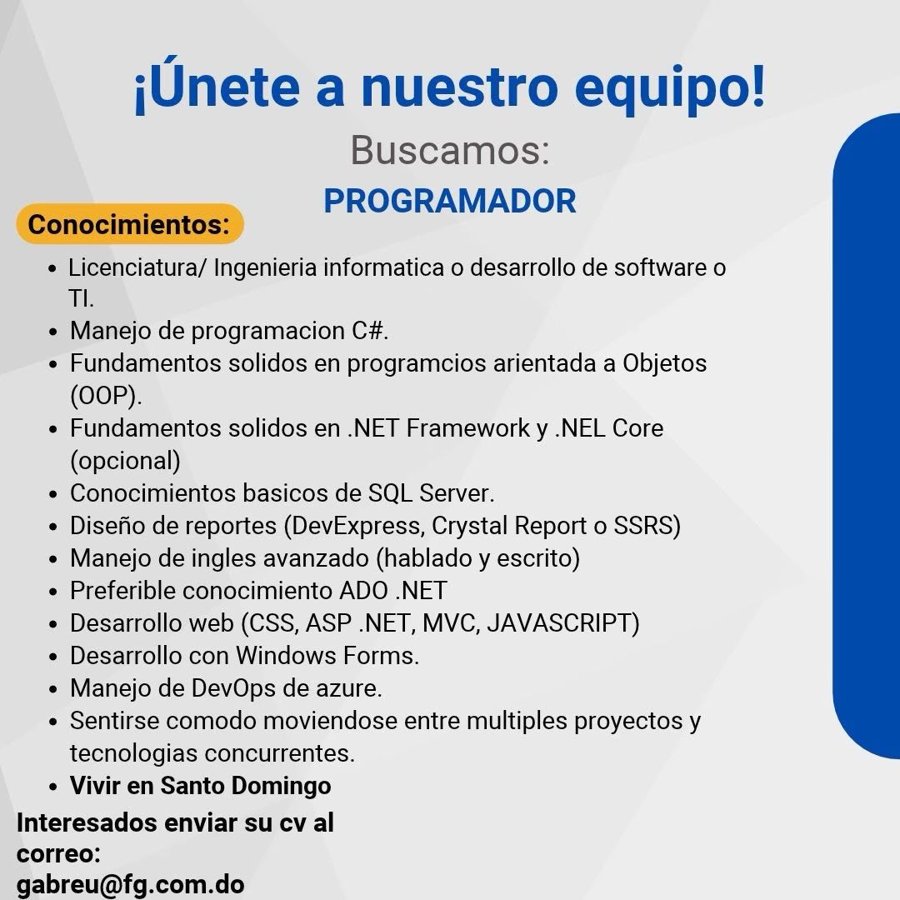 ¡Únete a nuestro equipo!
Buscamos:
PROGRAMADOR
Conocimientos:
• Licenciatura/ Ingenieria informatica o desarrollo de software o
TI.
• Manejo de programacion C#.
• Fundamentos solidos en programcios arientada a Objetos
(OOP).
• Fundamentos solidos en .NET Framework y .NEL Core
(opcional)
• Conocimientos basicos de SQL Server.
• Diseño de reportes (DevExpress, Crystal Report o SSRS)
• Manejo de ingles avanzado (hablado y escrito)
• Preferible conocimiento ADO .NET
• Desarrollo web (CSS, ASP .NET, MVC, JAVASCRIPT)
• Desarrollo con Windows Forms.
• Manejo de DevOps de azure.
• Sentirse comodo moviendose entre multiples proyectos y
tecnologias concurrentes.
• Vivir en Santo Domingo
Interesados enviar su cv al
correo:
gabreu@fg.com.do